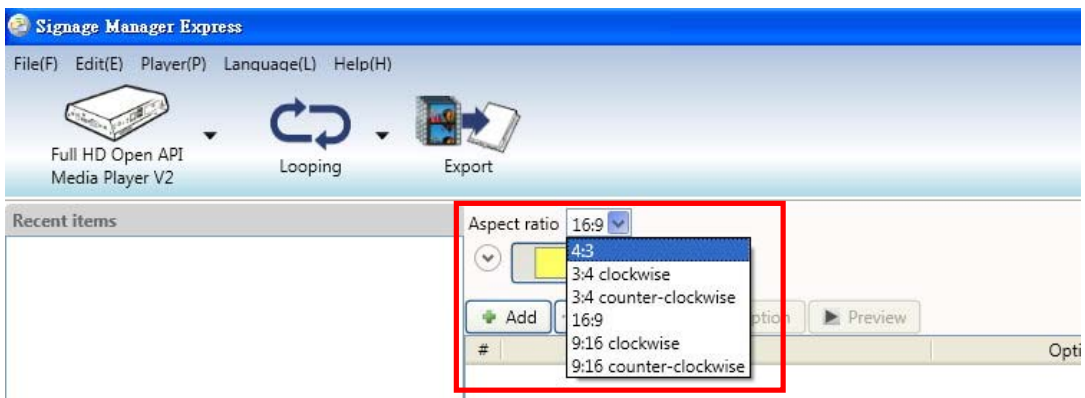 Signage Manager Express
File(F) Edit(E) Player(P) Language(L) Help(H)
Full HD Open API
Media Player V2
Looping
Export
Recent items
Aspect ratio 16:9
4:3
3:4 clockwise
3:4 counter-clockwise
16:9
9:16 clockwise
9:16 counter-clockwise
Add
Preview
#